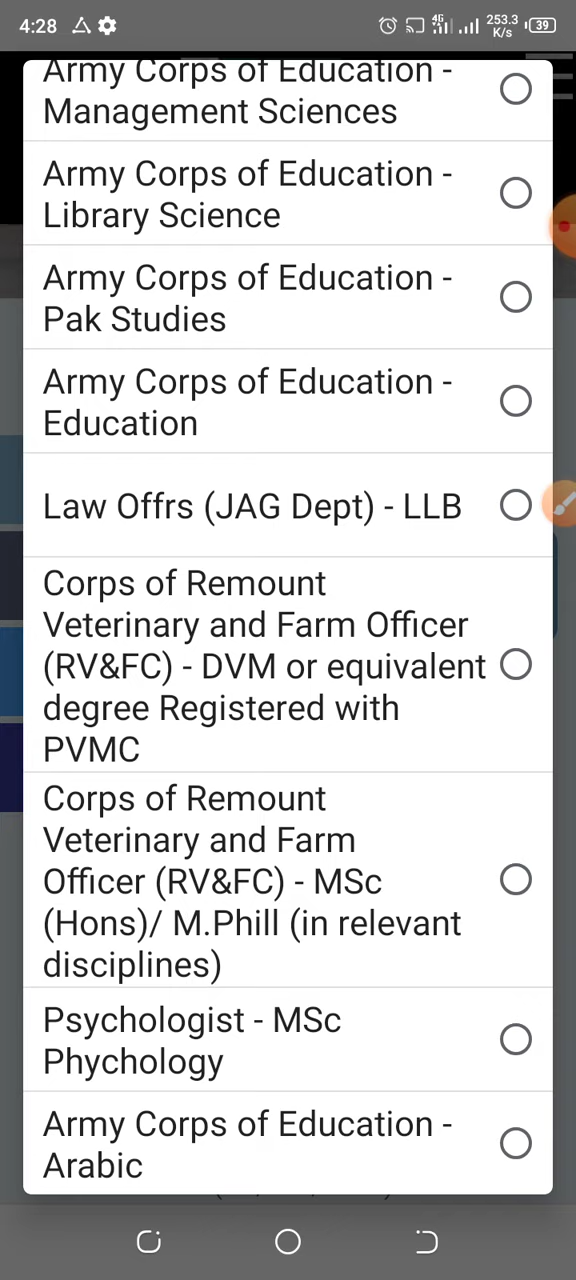 4:28
4G
253.3
K/s
39
Army Corps of Education -
Management Sciences
Army Corps of Education -
Library Science
Army Corps of Education -
Pak Studies
Army Corps of Education -
Education
Law Offrs (JAG Dept) - LLB
Corps of Remount
Veterinary and Farm Officer
(RV&FC) - DVM or equivalent
degree Registered with
PVMC
Corps of Remount
Veterinary and Farm
Officer (RV&FC) - MSc
(Hons)/ M.Phill (in relevant
disciplines)
Psychologist - MSc
Phychology
Army Corps of Education -
Arabic